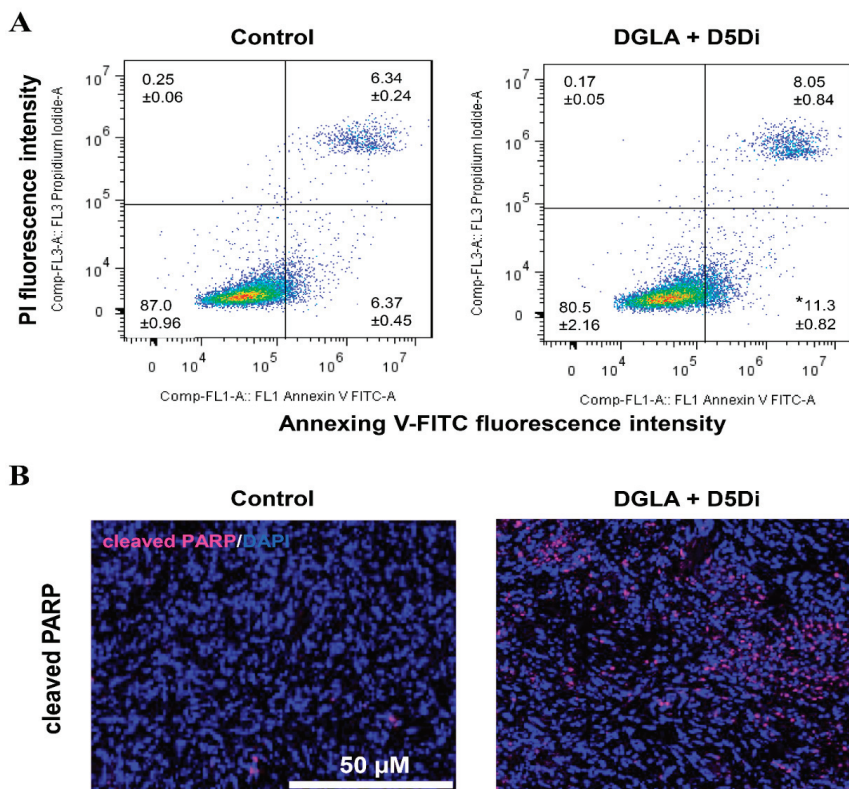 A
Control
DGLA + D5Di
PI fluorescence intensity
Comp-FL3-A:: FL3 Propidium Iodide-A
10^7
10^6
10^5
10^4
0
0.25
±0.06
6.34
±0.24
87.0
±0.96
6.37
±0.45
0 10^4 10^5 10^6 10^7
Comp-FL1-A:: FL1 Annexin V FITC-A
Comp-FL3-A:: FL3 Propidium Iodide-A
10^7
10^6
10^5
10^4
0
0.17
±0.05
8.05
±0.84
80.5
±2.16
*11.3
±0.82
0 10^4 10^5 10^6 10^7
Comp-FL1-A:: FL1 Annexin V FITC-A
Annexing V-FITC fluorescence intensity
B
Control
DGLA + D5Di
cleaved PARP
cleaved PARP/DAPI
50 µM